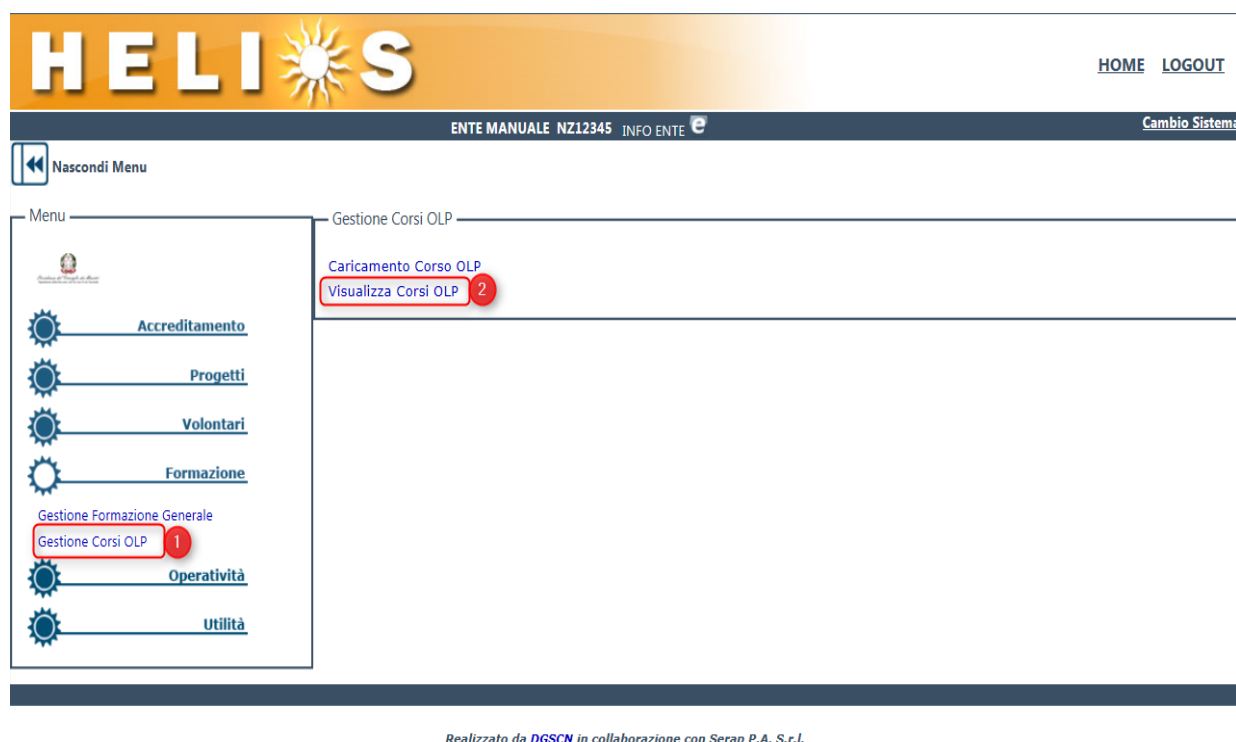 HELIOS
HOME LOGOUT
ENTE MANUALE NZ12345 INFO ENTE e
Cambio Sistema
Nascondi Menu
Menu
Gestione Corsi OLP
Caricamento Corso OLP
Visualizza Corsi OLP 2
Accreditamento
Progetti
Volontari
Formazione
Gestione Formazione Generale
Gestione Corsi OLP 1
Operatività
Utilità
Realizzato da DGSCN in collaborazione con Serap P.A. S.r.l.